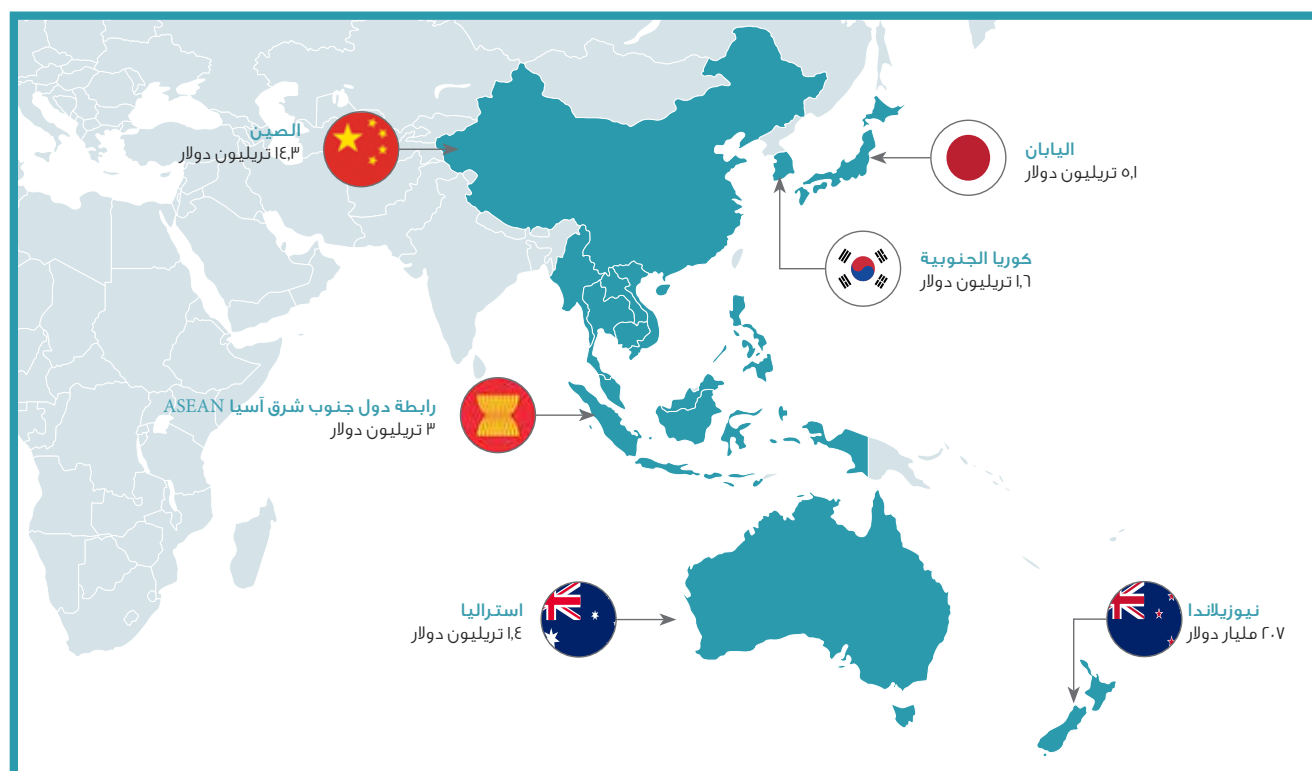 الصين
١٤,٣ تريليون دولار
اليابان
٥,١ تريليون دولار
كوريا الجنوبية
١,٦ تريليون دولار
رابطة دول جنوب شرق آسيا ASEAN
٣ تريليون دولار
استراليا
١,٤ تريليون دولار
نيوزيلاندا
٢٠٧ مليار دولار